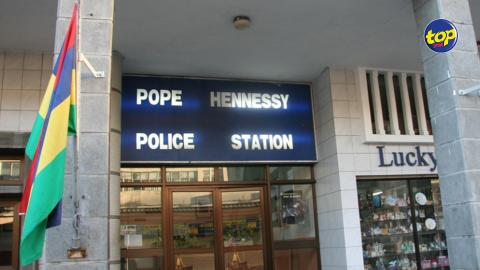 POPE HENNESSY
POLICE STATION
Lucky
top